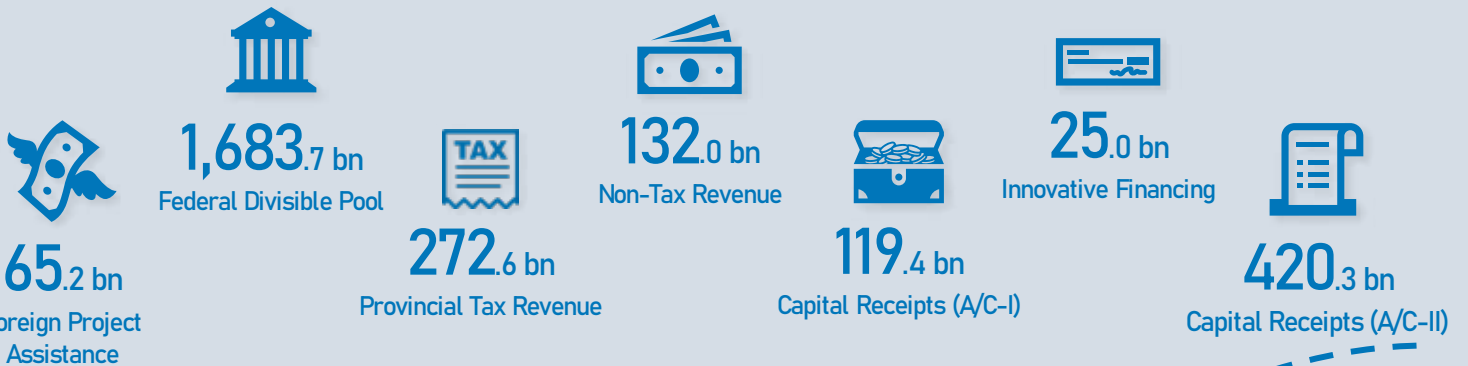 1,683.7 bn
Federal Divisible Pool
132.0 bn
Non-Tax Revenue
25.0 bn
Innovative Financing
TAX
65.2 bn
oreign Project
Assistance
272.6 bn
Provincial Tax Revenue
119.4 bn
Capital Receipts (A/C-I)
420.3 bn
Capital Receipts (A/C-II)